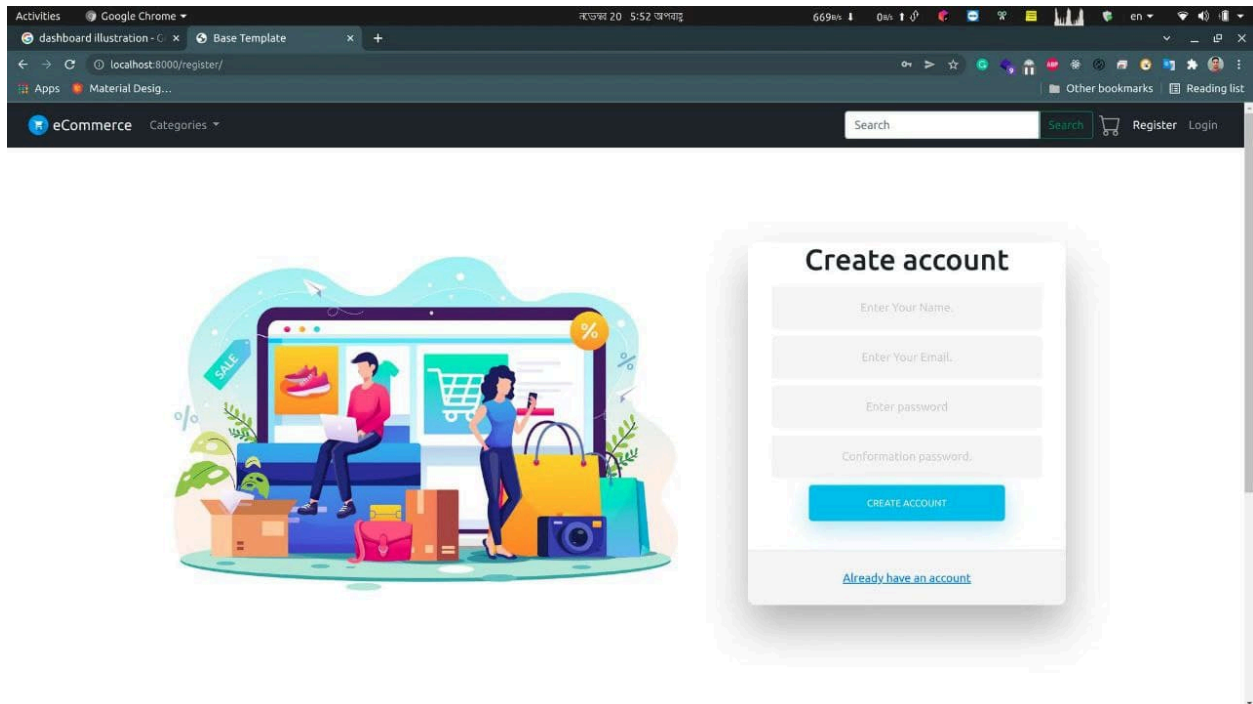 Activities Google Chrome নভেম্বর 20 5:52 অপরাহ্ণ 669B/s 0B/s en
dashboard illustration - G Base Template
localhost:8000/register/
Apps Material Desig... Other bookmarks Reading list
eCommerce Categories Search Search Register Login
Create account
Enter Your Name.
Enter Your Email.
Enter password
Conformation password.
CREATE ACCOUNT
Already have an account
SALE
%
%
%